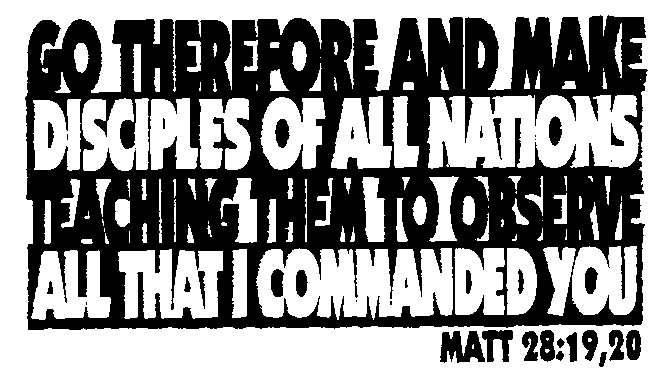 GO THEREFORE AND MAKE
DISCIPLES OF ALL NATIONS
TEACHING THEM TO OBSERVE
ALL THAT I COMMANDED YOU
MATT 28:19,20